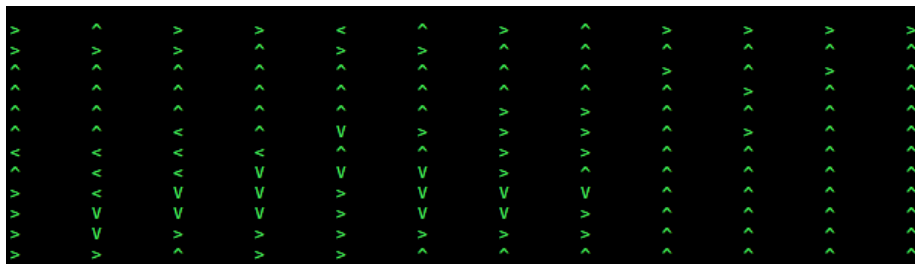 > ^ > > < ^ > ^ > > > >
> > > ^ > > ^ ^ ^ ^ ^ ^
^ ^ ^ ^ ^ ^ ^ ^ > ^ > ^
^ ^ ^ ^ ^ ^ ^ ^ ^ > ^ ^
^ ^ ^ ^ ^ ^ > > ^ ^ ^ ^
^ ^ < ^ V > > > ^ > ^ ^
< < < < ^ ^ > > ^ ^ ^ ^
^ < < V V V > ^ ^ ^ ^ ^
> < V V > V V V ^ ^ ^ ^
> V V V > V V > ^ ^ ^ ^
> V > > > > > > ^ ^ ^ ^
> > ^ > > ^ ^ ^ ^ ^ ^ ^